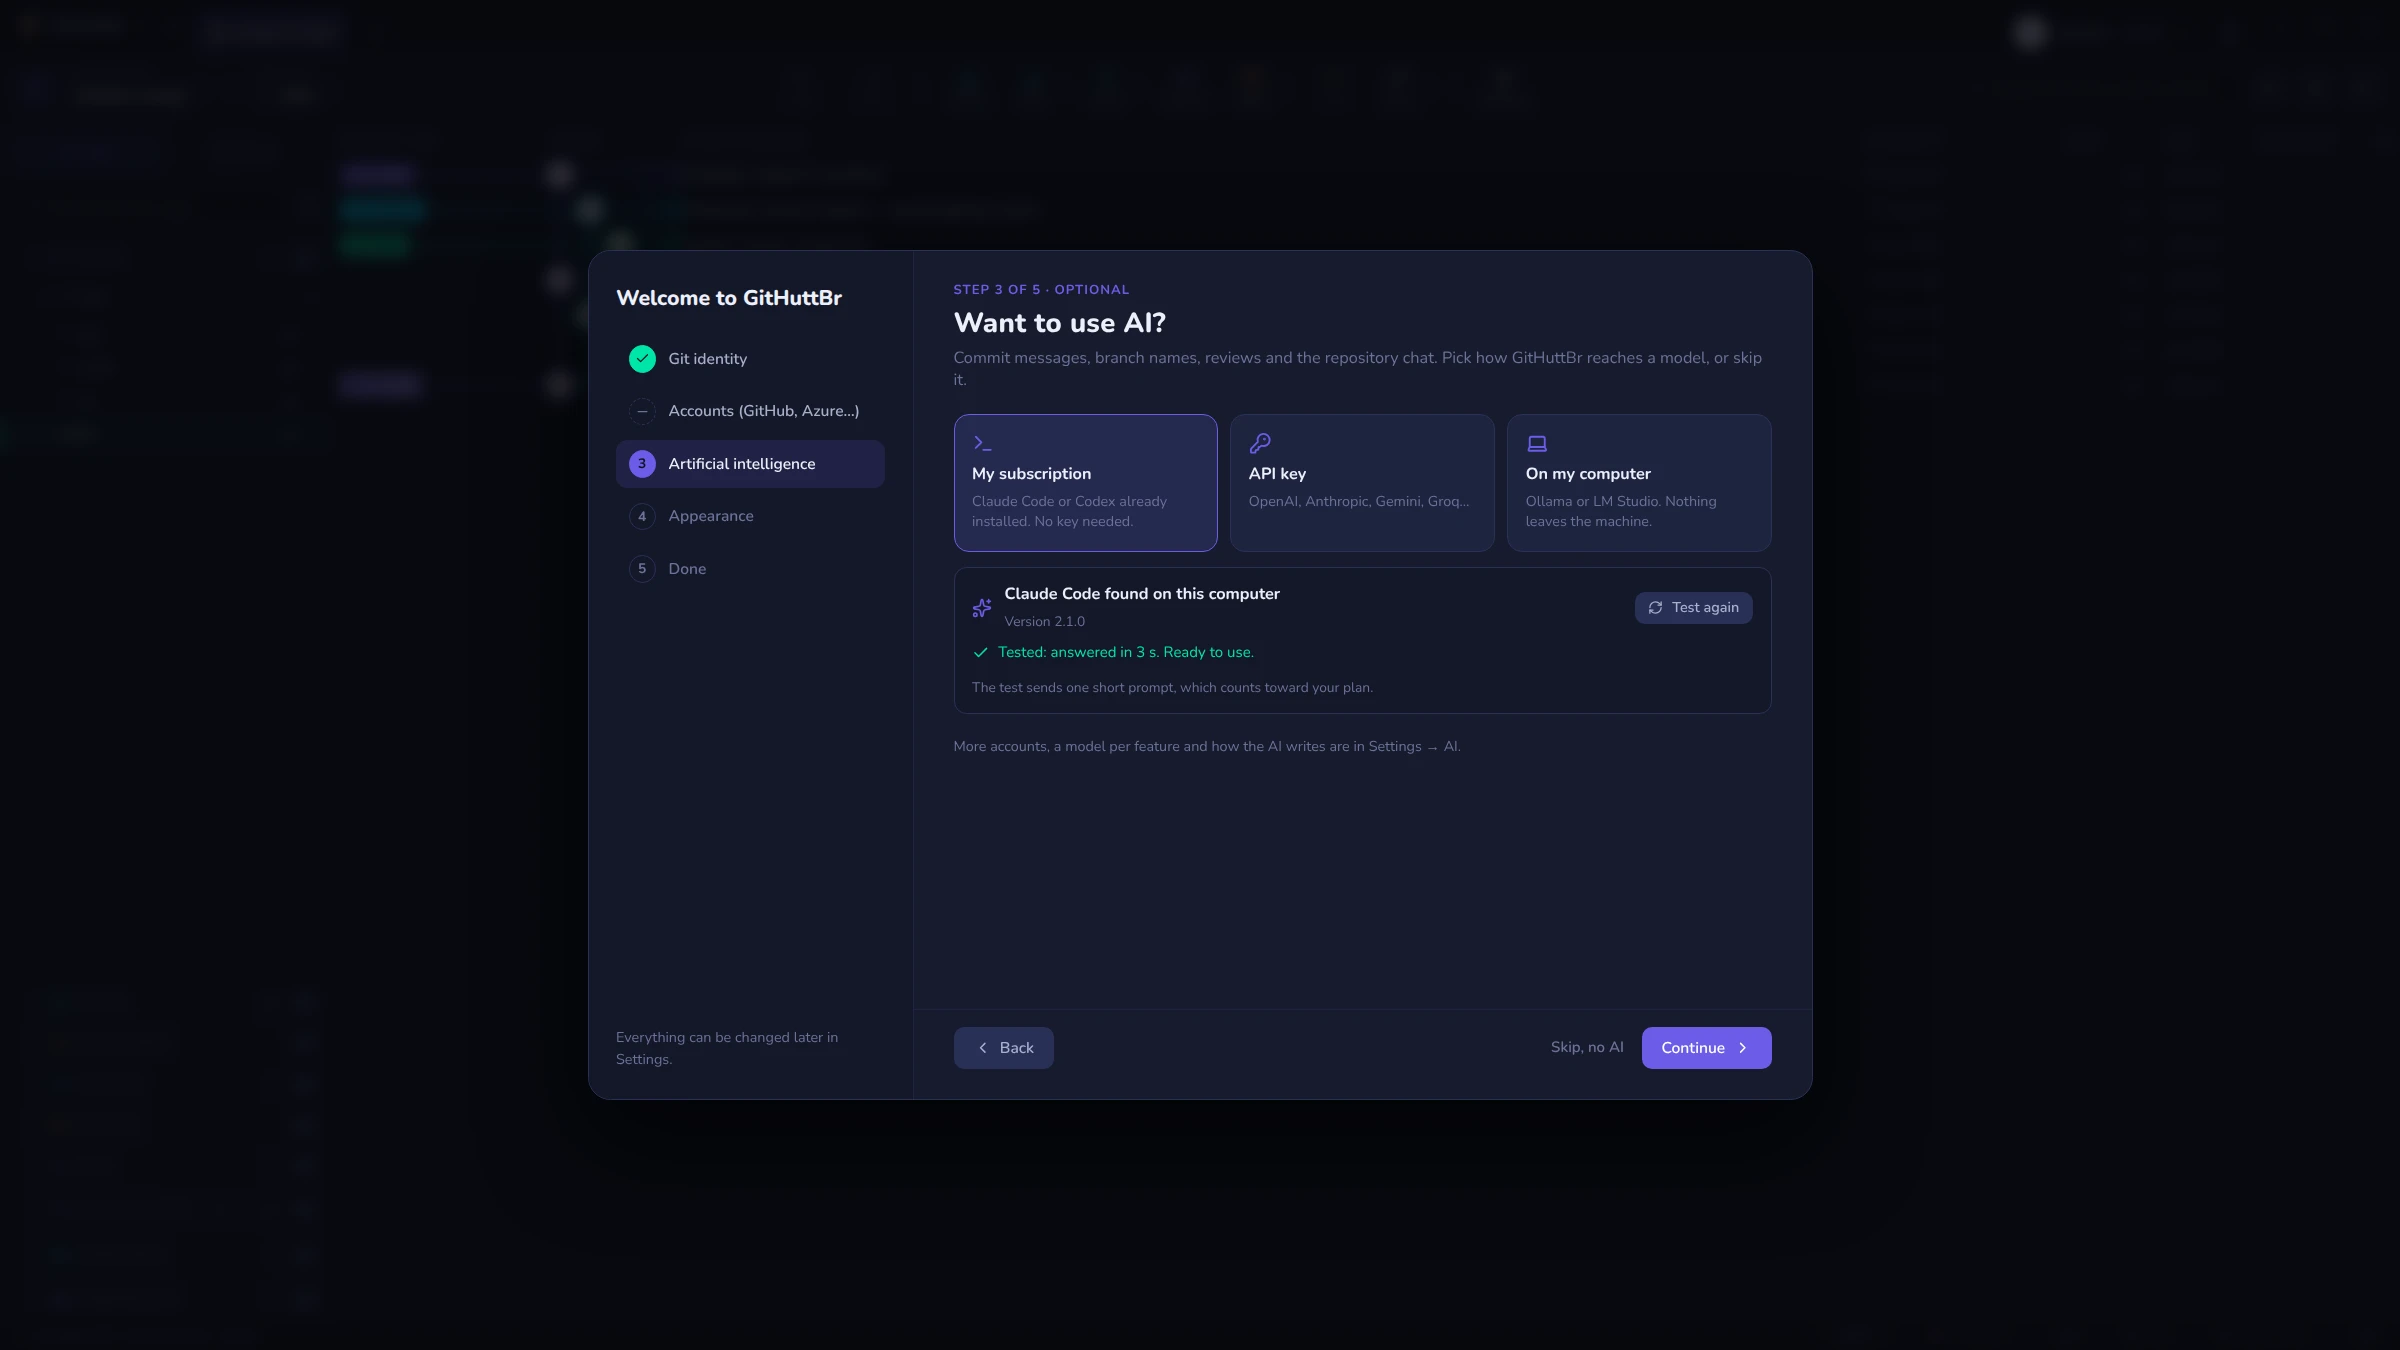 Welcome to GitHuttBr
Git identity
Accounts (GitHub, Azure...)
3 Artificial intelligence
4 Appearance
5 Done
Everything can be changed later in
Settings.
STEP 3 OF 5 · OPTIONAL
Want to use AI?
Commit messages, branch names, reviews and the repository chat. Pick how GitHuttBr reaches a model, or skip
it.
My subscription
Claude Code or Codex already
installed. No key needed.
API key
OpenAI, Anthropic, Gemini, Groq...
On my computer
Ollama or LM Studio. Nothing
leaves the machine.
Claude Code found on this computer
Version 2.1.0
Test again
Tested: answered in 3 s. Ready to use.
The test sends one short prompt, which counts toward your plan.
More accounts, a model per feature and how the AI writes are in Settings → AI.
Back
Skip, no AI
Continue